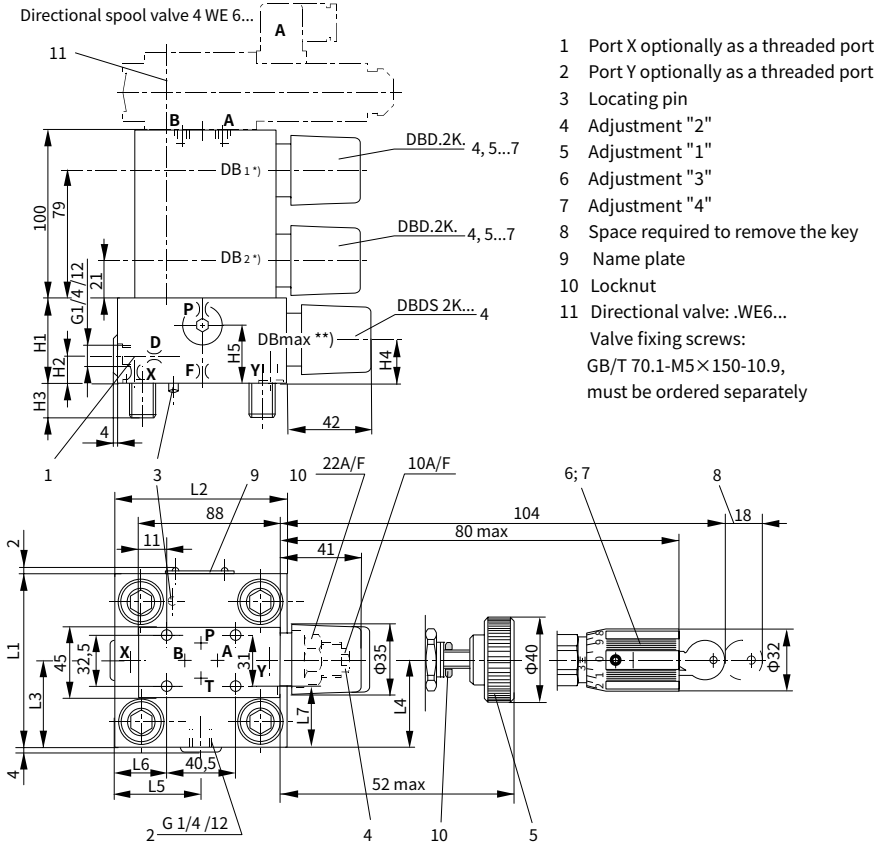 Directional spool valve 4 WE 6...
A
11
B
A
DBD.2K.
4, 5...7
DB 1 *)
100
79
DBD.2K.
4, 5...7
DB 2 *)
21
G1/4 /12
P
DBDS 2K...
4
H1
H2
D
H5
DBmax **)
H4
X
F
Y
H3
4
42
1 Port X optionally as a threaded port
2 Port Y optionally as a threaded port
3 Locating pin
4 Adjustment "2"
5 Adjustment "1"
6 Adjustment "3"
7 Adjustment "4"
8 Space required to remove the key
9 Name plate
10 Locknut
11 Directional valve: .WE6...
Valve fixing screws:
GB/T 70.1-M5×150-10.9,
must be ordered separately
1
3
9
10
22A/F
10A/F
6; 7
8
L2
88
104
18
80 max
2
11
41
L1
45
32,5
X
B
P
A
31
Y
T
Φ35
Φ40
Φ32
L3
L7
L4
4
L6
40,5
L5
52 max
2
G 1/4 /12
4
10
5